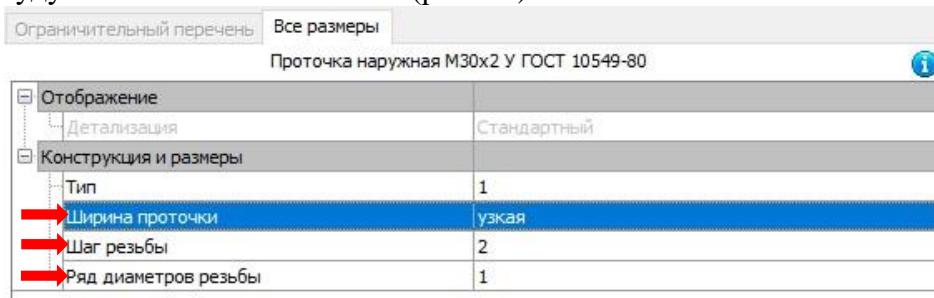 Ограничительный перечень Все размеры
Проточка наружная М30х2 У ГОСТ 10549-80
Отображение
Детализация Стандартный
Конструкция и размеры
Тип 1
Ширина проточки узкая
Шаг резьбы 2
Ряд диаметров резьбы 1